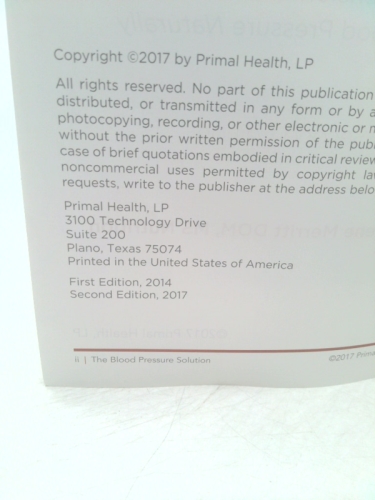 Copyright ©2017 by Primal Health, LP
All rights reserved. No part of this publication
distributed, or transmitted in any form or by a
photocopying, recording, or other electronic or m
without the prior written permission of the publ
case of brief quotations embodied in critical review
noncommercial uses permitted by copyright la
requests, write to the publisher at the address belo
Primal Health, LP
3100 Technology Drive
Suite 200
Plano, Texas 75074
Printed in the United States of America
First Edition, 2014
Second Edition, 2017
ii | The Blood Pressure Solution
©2017 Prima